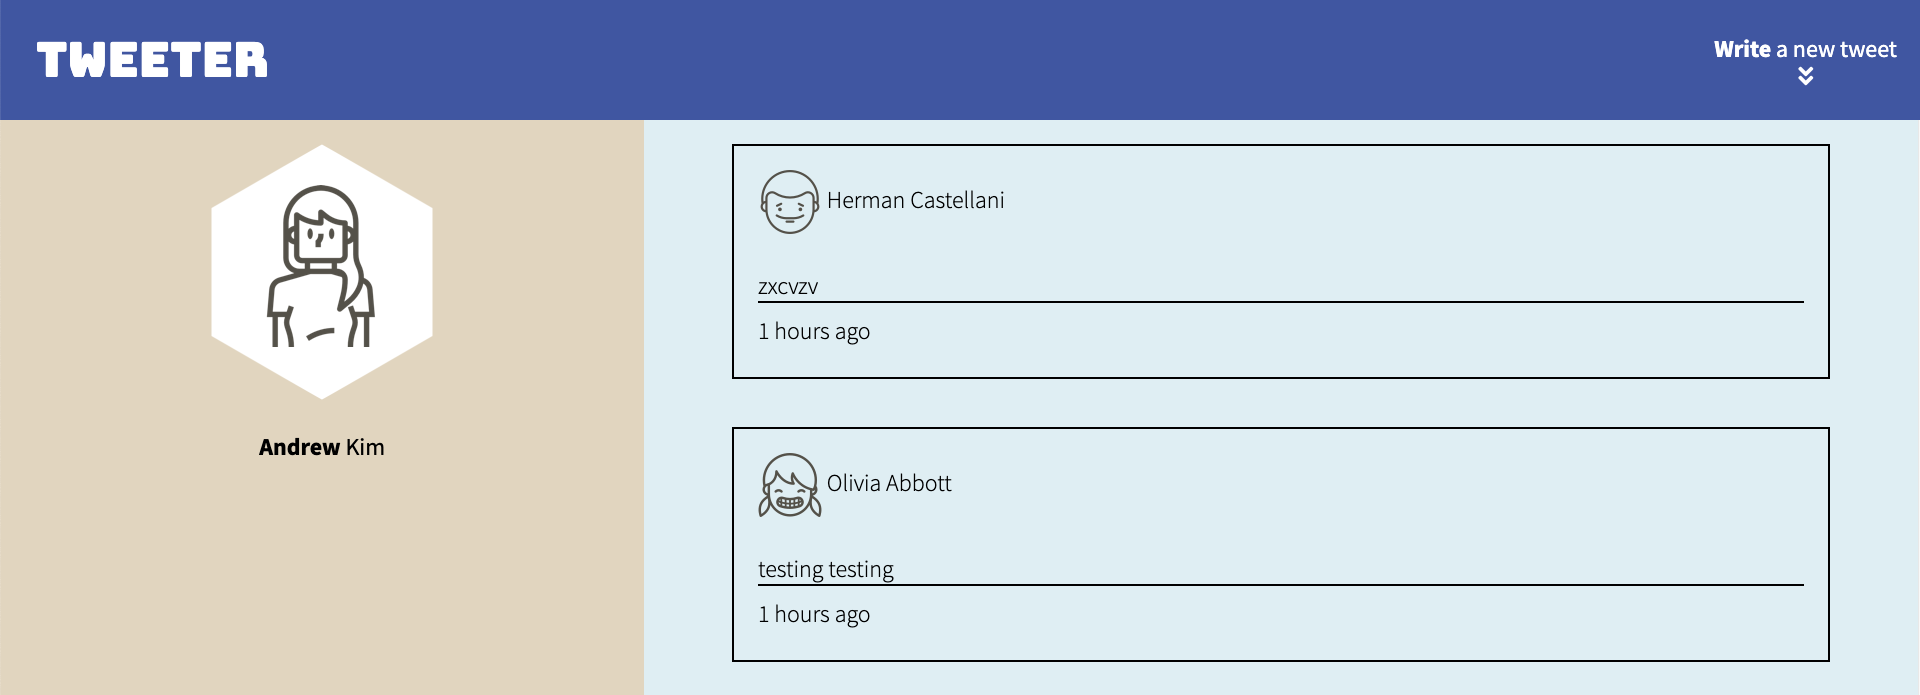 TWEETER
Write a new tweet
Andrew Kim
Herman Castellani
zxcvzv
1 hours ago
Olivia Abbott
testing testing
1 hours ago